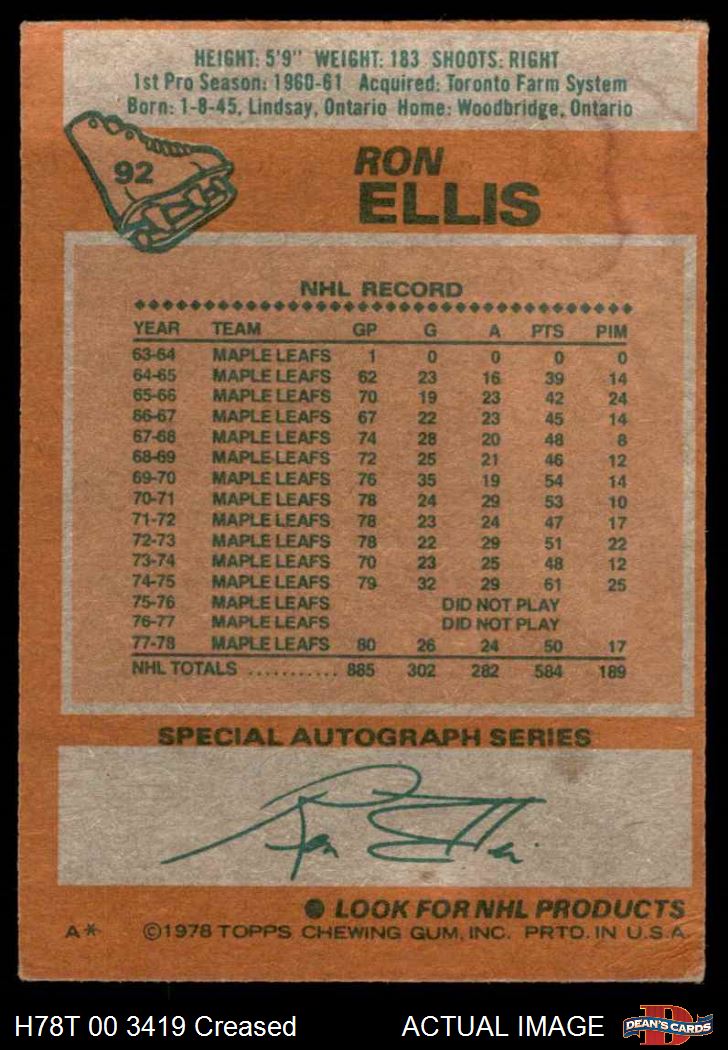 HEIGHT: 5'9" WEIGHT: 183 SHOOTS: RIGHT
1st Pro Season: 1960-61 Acquired: Toronto Farm System
Born: 1-8-45, Lindsay, Ontario Home: Woodbridge, Ontario
92
RON
ELLIS
NHL RECORD
YEAR TEAM GP G A PTS PIM
63-64 MAPLE LEAFS 1 0 0 0 0
64-65 MAPLE LEAFS 62 23 16 39 14
65-66 MAPLE LEAFS 70 19 23 42 24
66-67 MAPLE LEAFS 67 22 23 45 14
67-68 MAPLE LEAFS 74 28 20 48 8
68-69 MAPLE LEAFS 72 25 21 46 12
69-70 MAPLE LEAFS 76 35 19 54 14
70-71 MAPLE LEAFS 78 24 29 53 10
71-72 MAPLE LEAFS 78 23 24 47 17
72-73 MAPLE LEAFS 78 22 29 51 22
73-74 MAPLE LEAFS 70 23 25 48 12
74-75 MAPLE LEAFS 79 32 29 61 25
75-76 MAPLE LEAFS DID NOT PLAY
76-77 MAPLE LEAFS DID NOT PLAY
77-78 MAPLE LEAFS 80 26 24 50 17
NHL TOTALS ........... 885 302 282 584 189
SPECIAL AUTOGRAPH SERIES
Ron Ellis
LOOK FOR NHL PRODUCTS
A* ©1978 TOPPS CHEWING GUM, INC. PRTD. IN U.S.A.
H78T 00 3419 Creased ACTUAL IMAGE D DEAN'S CARDS